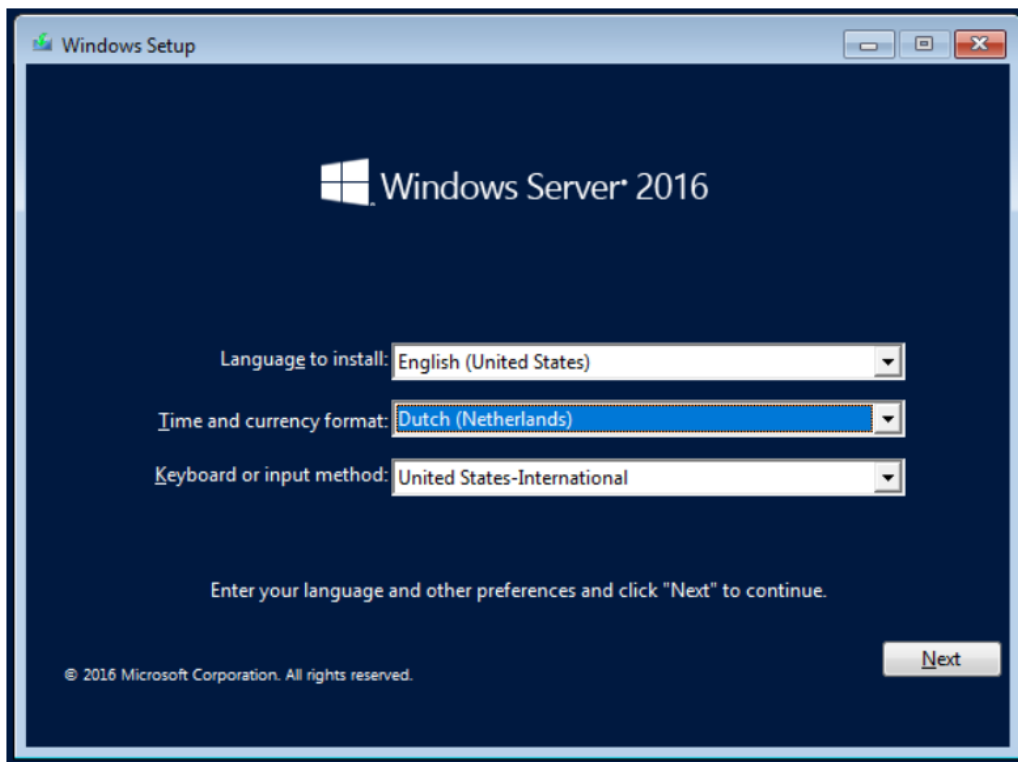 Windows Setup
Windows Server® 2016
Language to install: English (United States)
Time and currency format: Dutch (Netherlands)
Keyboard or input method: United States-International
Enter your language and other preferences and click "Next" to continue.
Next
© 2016 Microsoft Corporation. All rights reserved.